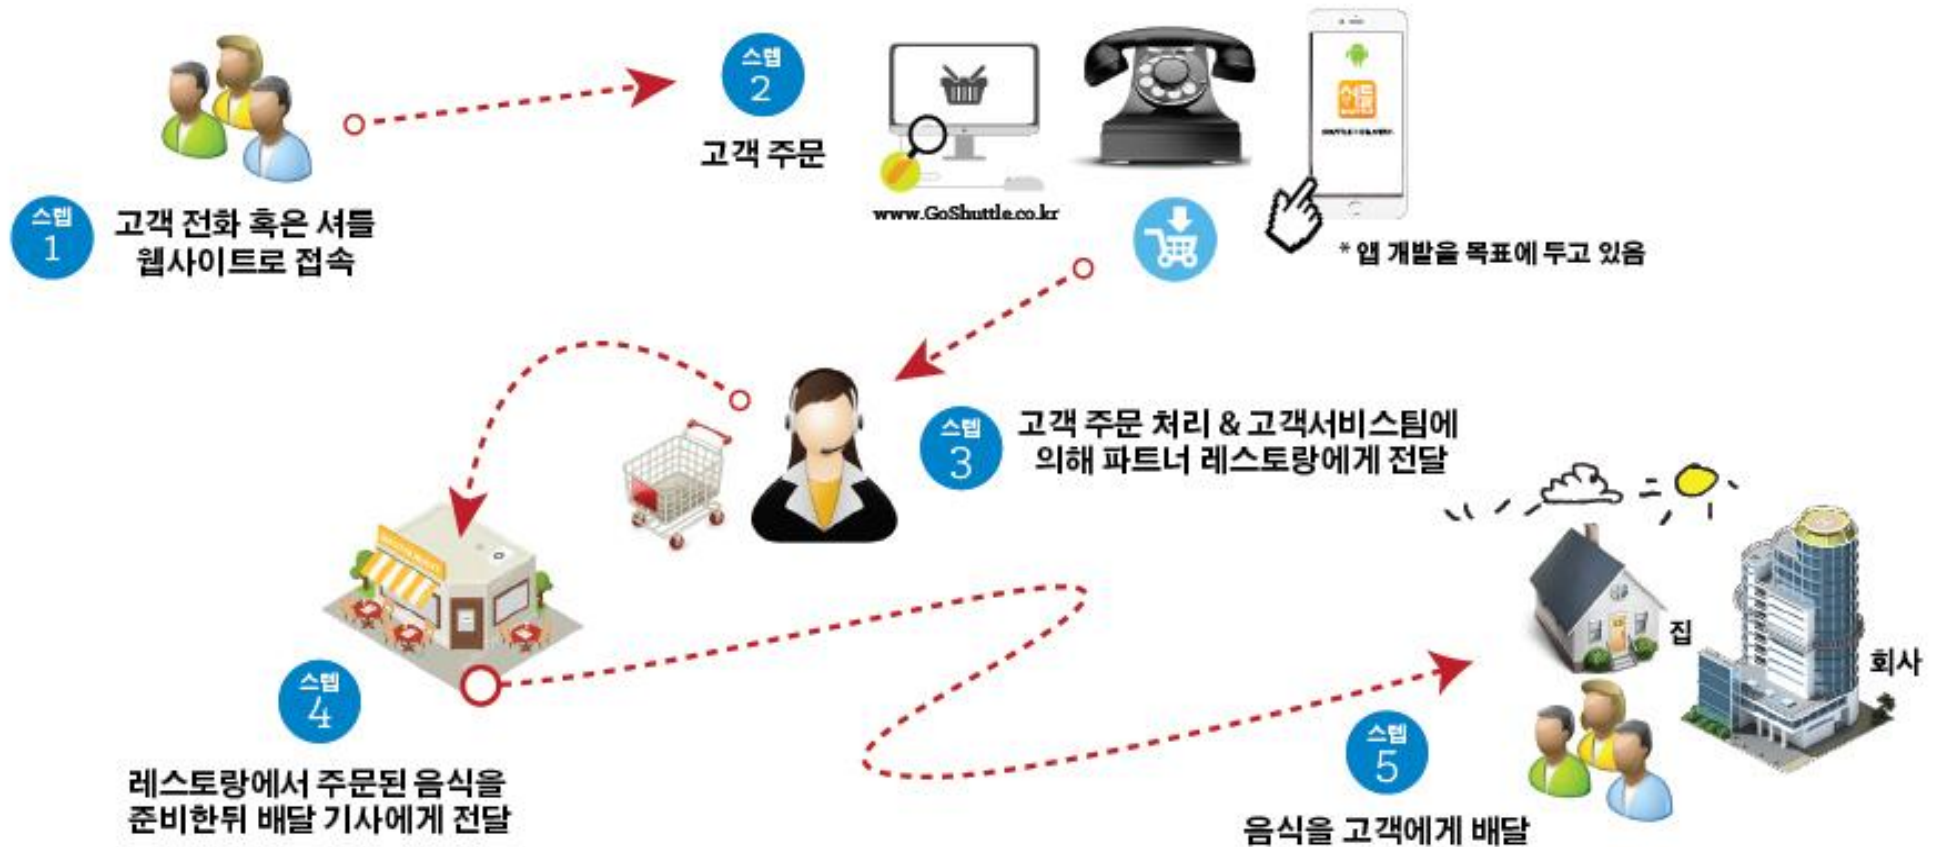 스텝
1
고객 전화 혹은 셔틀
웹사이트로 접속
스텝
2
고객 주문
www.GoShuttle.co.kr
셔틀
* 앱 개발을 목표에 두고 있음
스텝
3
고객 주문 처리 & 고객서비스팀에
의해 파트너 레스토랑에게 전달
스텝
4
레스토랑에서 주문된 음식을
준비한뒤 배달 기사에게 전달
집
회사
스텝
5
음식을 고객에게 배달